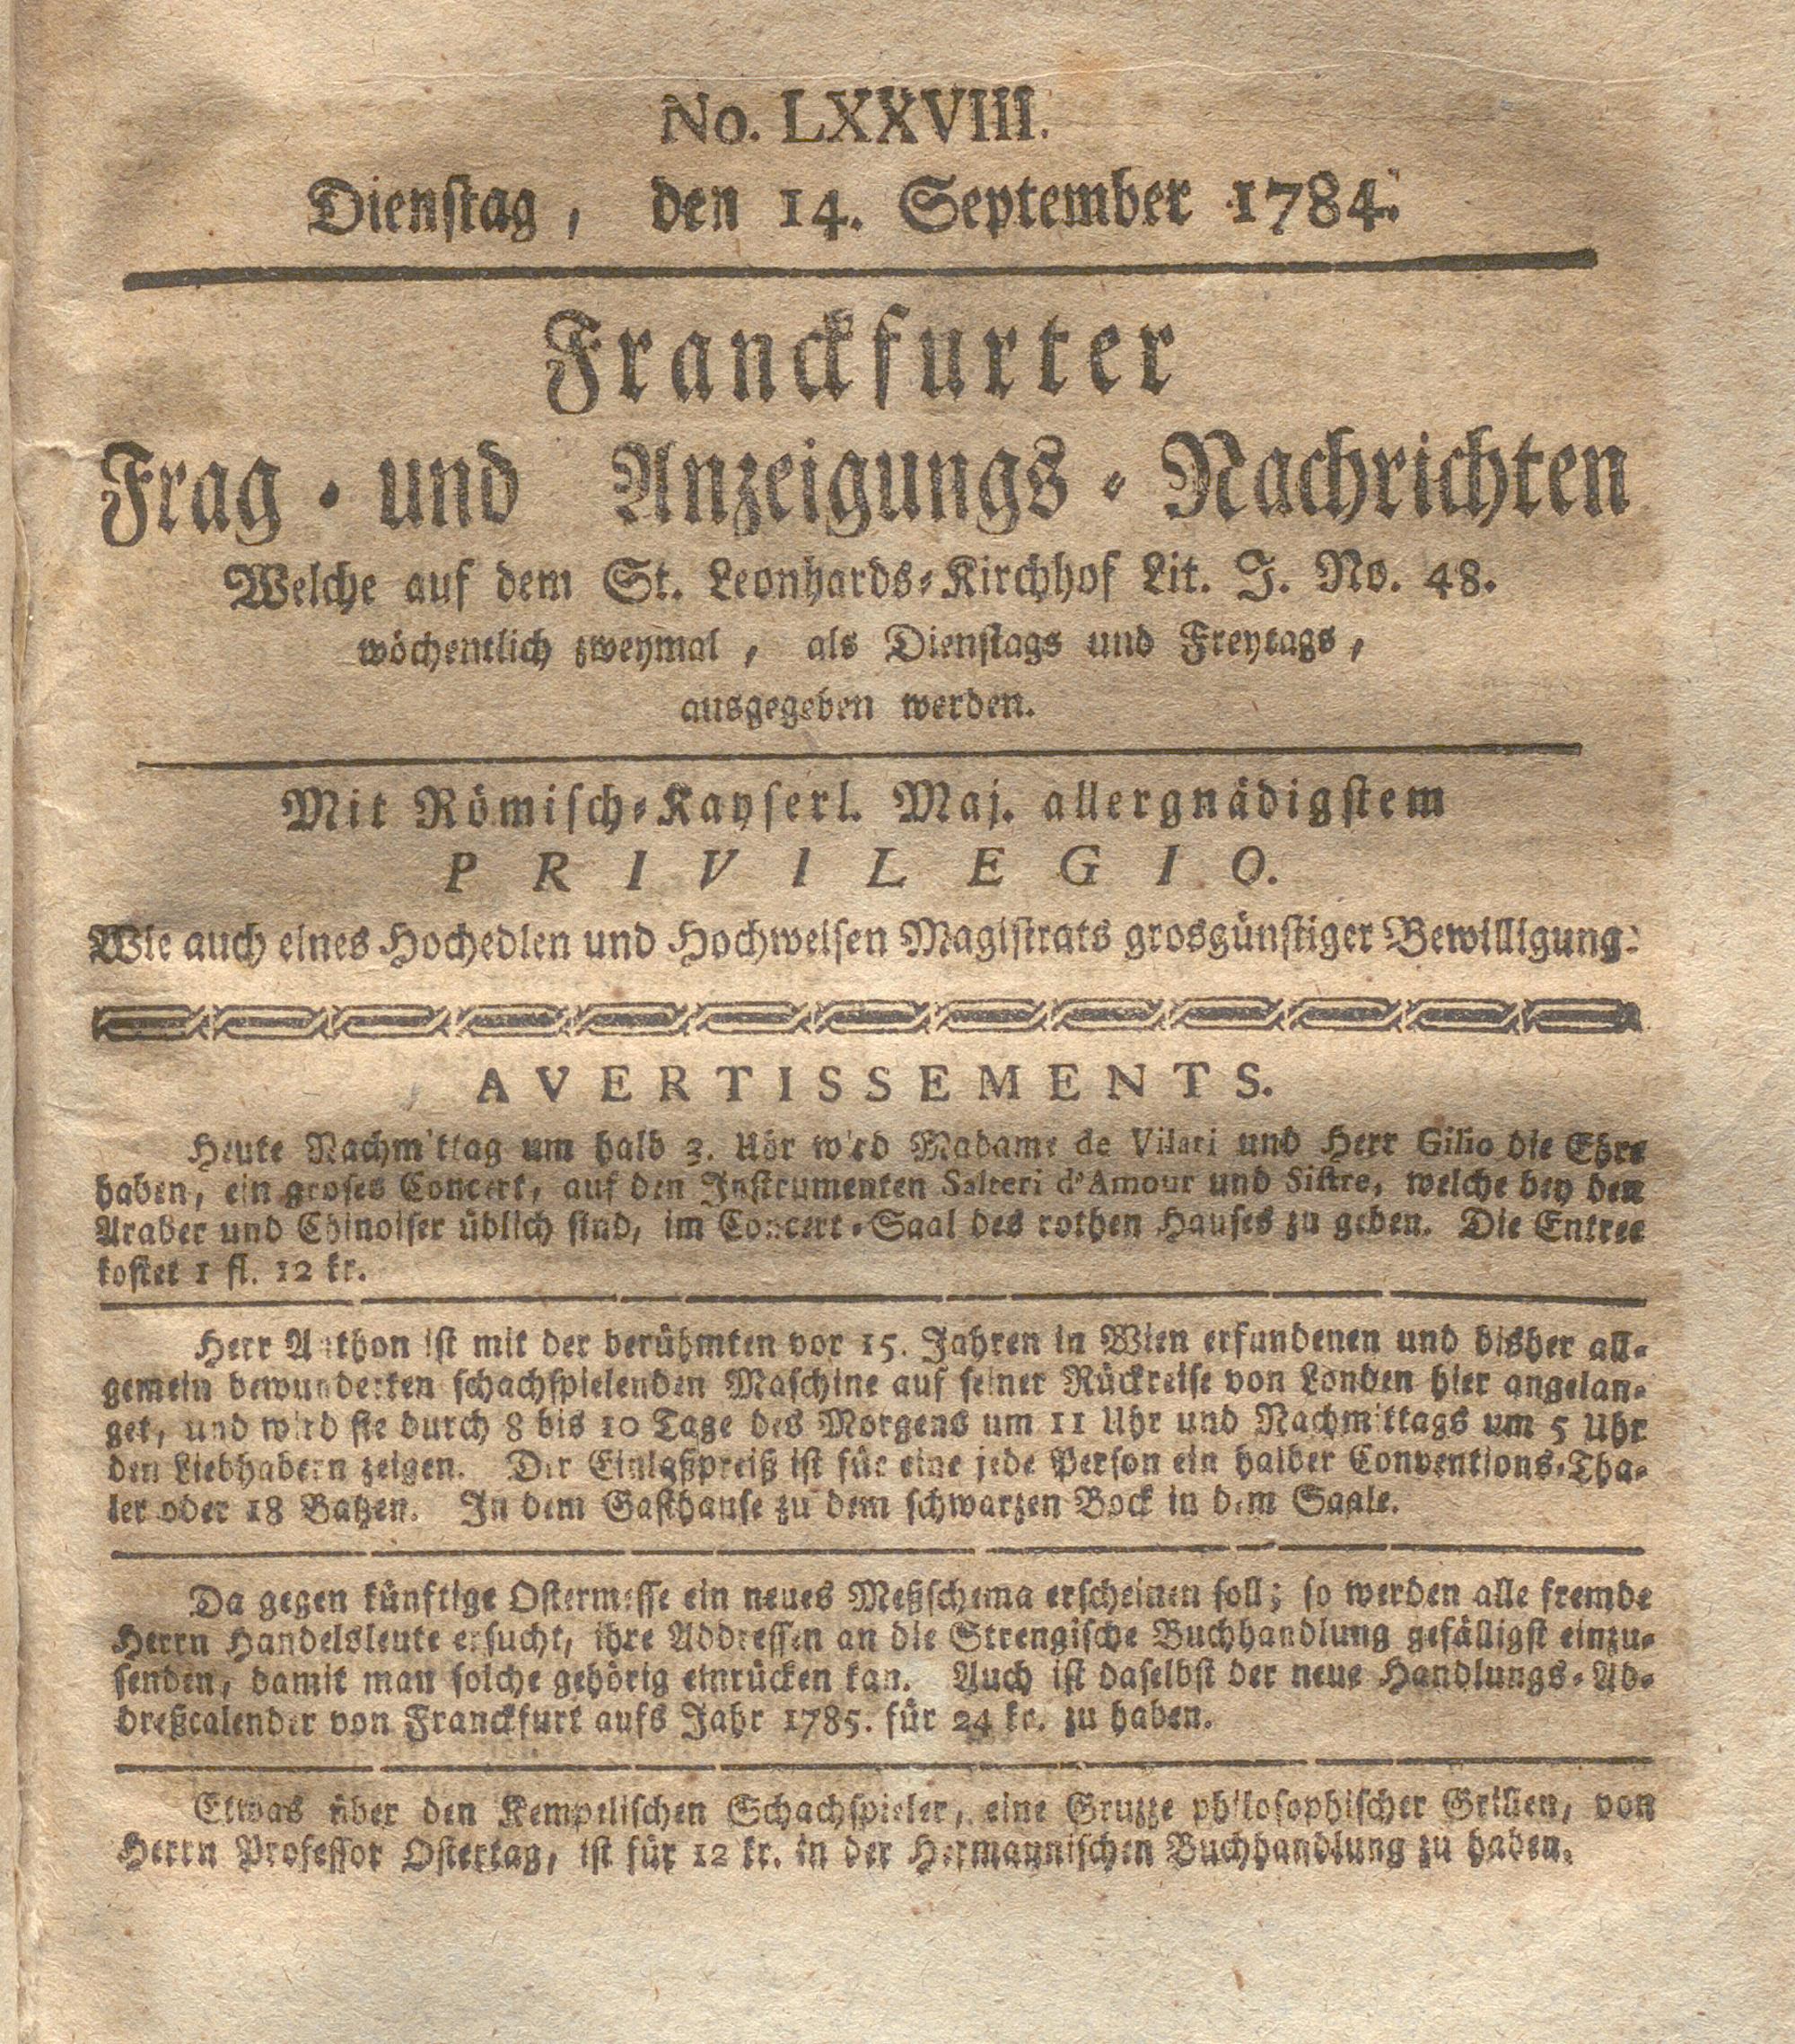 No. LXXVIII.
Dienstag, den 14. September 1784.
Franckfurter
Frag- und Anzeigungs-Nachrichten
Welche auf dem St. Leonhards-Kirchhof Lit. J. No. 48.
wöchentlich zweymal, als Dienstags und Freytags,
ausgegeben werden.
Mit Römisch-Kayserl. Maj. allergnädigstem
PRIVILEGIO.
Wie auch eines Hochedlen und Hochweisen Magistrats grosgünstiger Bewilligung.
AVERTISSEMENTS.
Heute Nachmittag um halb 3. Uhr wird Madame de Vilari und Herr Gilio die Ehre
haben, ein groses Concert, auf den Instrumenten Salteri d'Amour und Sistre, welche bey den
Araber und Chinoiser üblich sind, im Concert-Saal des rothen Hauses zu geben. Die Entree
kostet 1 fl. 12 kr.
Herr Anthon ist mit der berühmten vor 15. Jahren in Wien erfundenen und bisher all-
gemein bewunderten schachspielenden Maschine auf seiner Rückreise von Londen hier angelan-
get, und wird sie durch 8 bis 10 Tage des Morgens um 11 Uhr und Nachmittags um 5 Uhr
den Liebhabern zeigen. Der Einlaßpreiß ist für eine jede Person ein halber Conventions-Tha-
ler oder 18 Batzen. In dem Gasthause zu dem schwarzen Bock in dem Saale.
Da gegen künftige Ostermesse ein neues Meßschema erscheinen soll; so werden alle fremde
Herrn Handelsleute ersucht, ihre Addressen an die Strengische Buchhandlung gefälligst einzu-
senden, damit man solche gehörig einrücken kan. Auch ist daselbst der neue Handlungs-Ad-
dreßcalender von Franckfurt aufs Jahr 1785. für 24 kr. zu haben.
Etwas über den Kempelischen Schachspieler, eine Gruppe philosophischer Grillen, von
Herrn Professor Ostertag, ist für 12 kr. in der Hermannischen Buchhandlung zu haben.